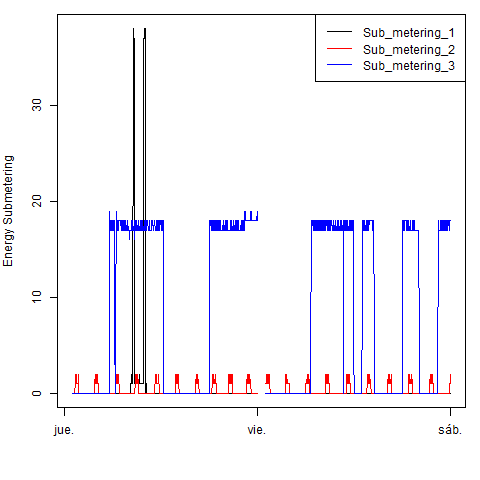 Sub_metering_1
Sub_metering_2
Sub_metering_3
Energy Submetering
30
20
10
0
jue.
vie.
sáb.